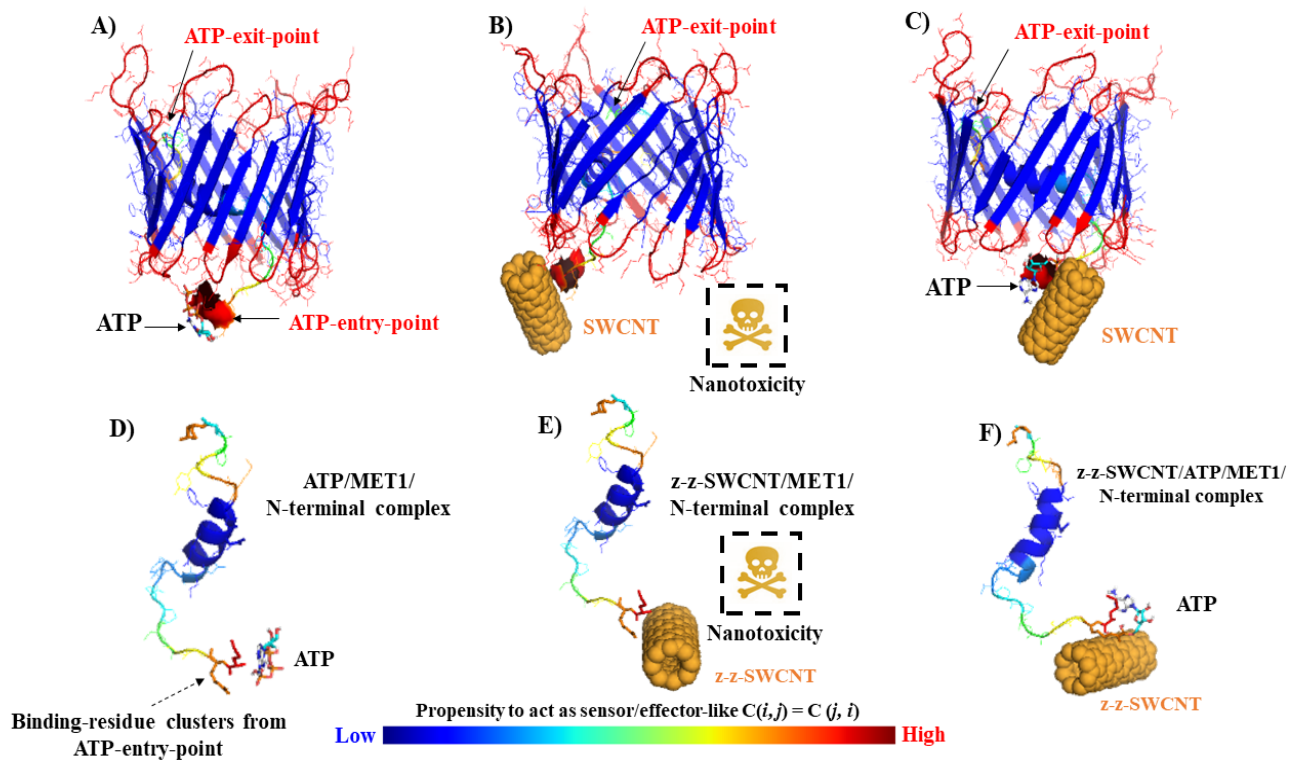 A)
ATP-exit-point
ATP
ATP-entry-point
B)
ATP-exit-point
SWCNT
Nanotoxicity
C)
ATP-exit-point
ATP
SWCNT
D)
ATP/MET1/
N-terminal complex
ATP
Binding-residue clusters from
ATP-entry-point
E)
z-z-SWCNT/MET1/
N-terminal complex
Nanotoxicity
z-z-SWCNT
F)
z-z-SWCNT/ATP/MET1/
N-terminal complex
ATP
z-z-SWCNT
Propensity to act as sensor/effector-like C(i,j) = C (j, i)
Low
High